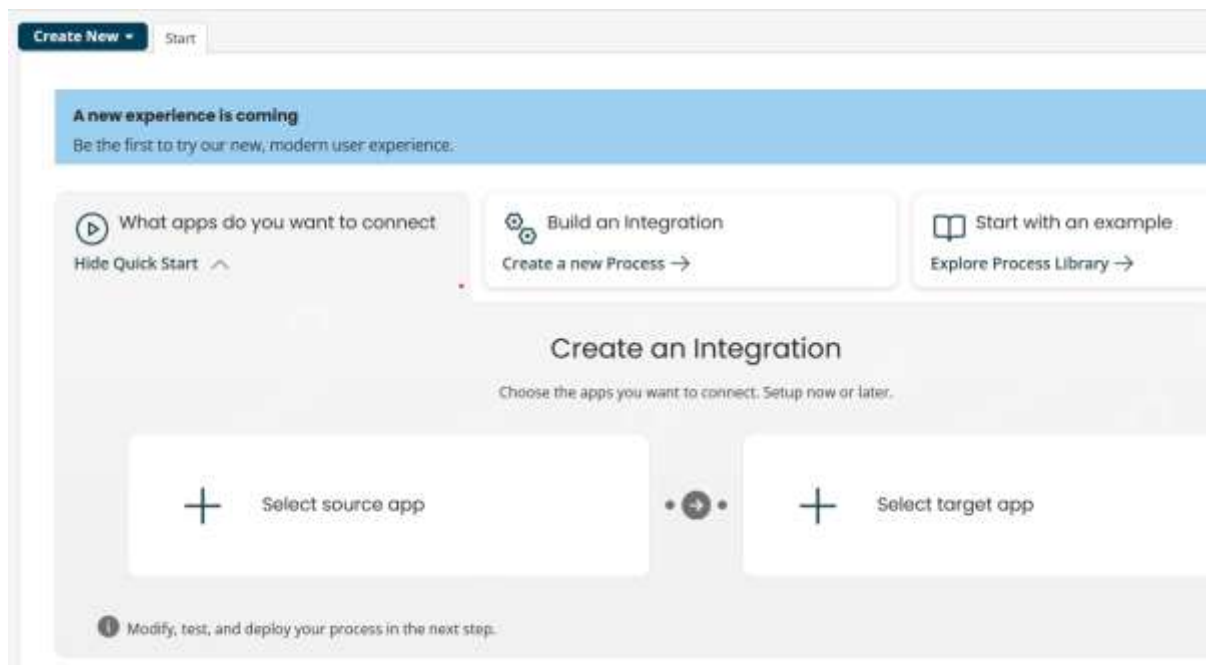 Create New
Start
A new experience is coming
Be the first to try our new, modern user experience.
What apps do you want to connect
Hide Quick Start
Build an Integration
Create a new Process →
Start with an example
Explore Process Library →
Create an Integration
Choose the apps you want to connect. Setup now or later.
Select source app
Select target app
Modify, test, and deploy your process in the next step.